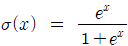 σ(x) = e^x / (1 + e^x)